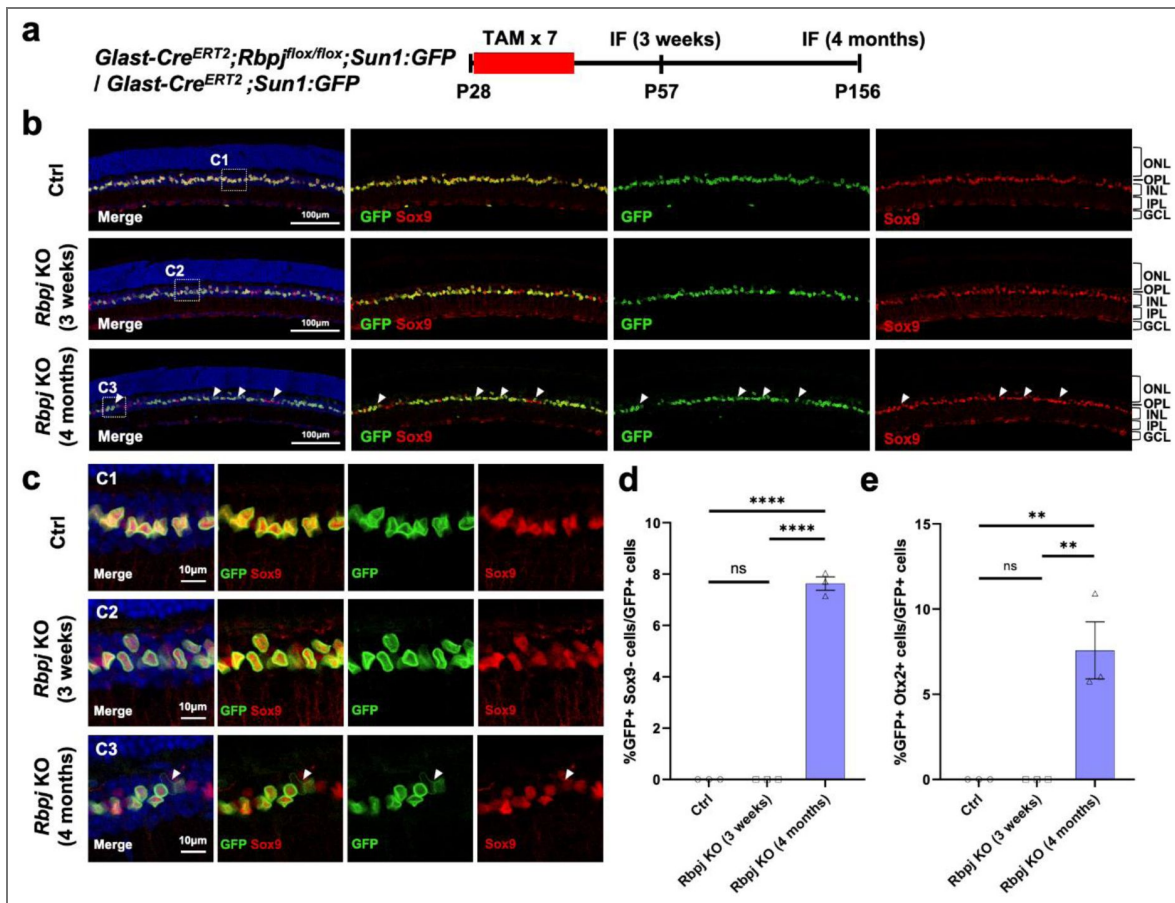 a
TAM x 7 IF (3 weeks) IF (4 months)
Glast-Cre^ERT2;Rbpj^flox/flox;Sun1:GFP
/ Glast-Cre^ERT2 ;Sun1:GFP
P28 P57 P156
b
Ctrl
C1
Merge 100μm GFP Sox9 GFP Sox9
ONL
OPL
INL
IPL
GCL
Rbpj KO
(3 weeks)
C2
Merge 100μm GFP Sox9 GFP Sox9
ONL
OPL
INL
IPL
GCL
Rbpj KO
(4 months)
C3
Merge 100μm GFP Sox9 GFP Sox9
ONL
OPL
INL
IPL
GCL
c
Ctrl
C1
Merge 10μm GFP Sox9 GFP Sox9
Rbpj KO
(3 weeks)
C2
Merge 10μm GFP Sox9 GFP Sox9
Rbpj KO
(4 months)
C3
Merge 10μm GFP Sox9 GFP Sox9
d
%GFP+ Sox9- cells/GFP+ cells
10
8
6
4
2
0
****
****
ns
Ctrl
Rbpj KO (3 weeks)
Rbpj KO (4 months)
e
%GFP+ Otx2+ cells/GFP+ cells
15
10
5
0
**
**
ns
Ctrl
Rbpj KO (3 weeks)
Rbpj KO (4 months)